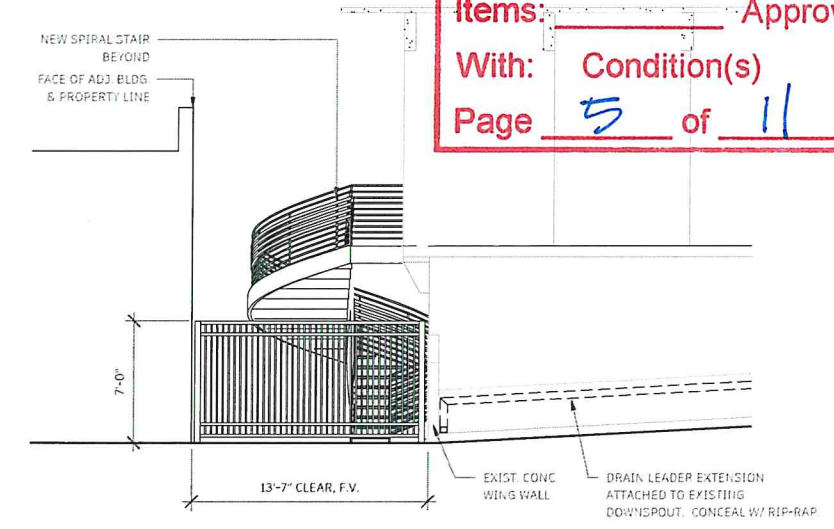 Items: Approv
With: Condition(s)
Page 5 of 11
NEW SPIRAL STAIR
BEYOND
FACE OF ADJ. BLDG.
& PROPERTY LINE
7'-0"
13'-7" CLEAR, F.V.
EXIST. CONC
WING WALL
DRAIN LEADER EXTENSION
ATTACHED TO EXISTING
DOWNSPOUT. CONCEAL W/ RIP-RAP.